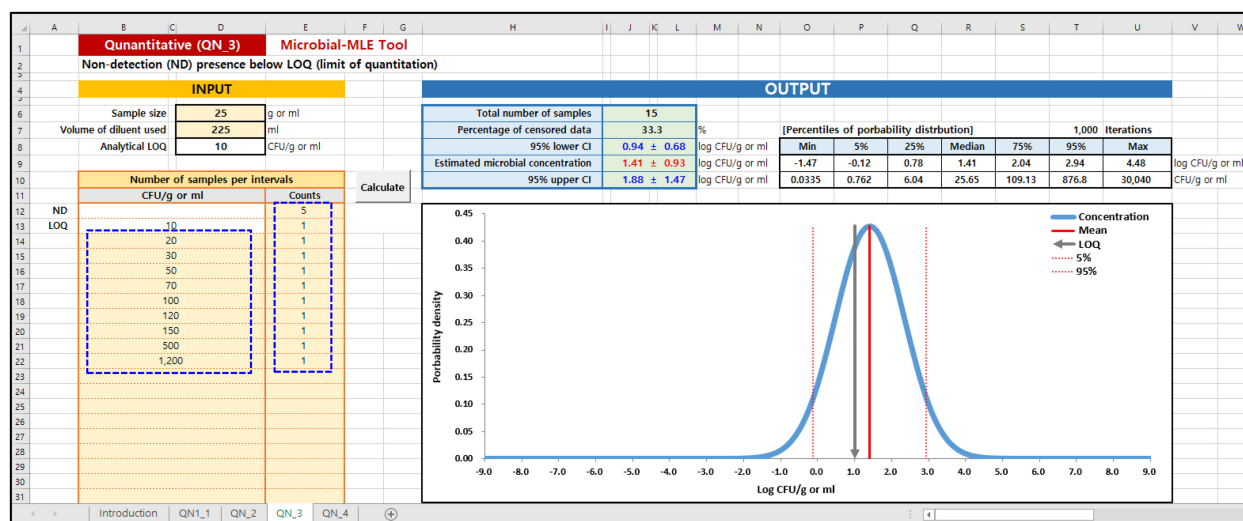 A B C D E F G H I J K L M N O P Q R S T U V W
1 Qunantitative (QN_3) Microbial-MLE Tool
2 Non-detection (ND) presence below LOQ (limit of quantitation)
3
4 INPUT OUTPUT
5
6 Sample size 25 g or ml Total number of samples 15
7 Volume of diluent used 225 ml Percentage of censored data 33.3 % [Percentiles of porbability distrbution] 1,000 Iterations
8 Analytical LOQ 10 CFU/g or ml 95% lower CI 0.94 ± 0.68 log CFU/g or ml Min 5% 25% Median 75% 95% Max
9 Estimated microbial concentration 1.41 ± 0.93 log CFU/g or ml -1.47 -0.12 0.78 1.41 2.04 2.94 4.48 log CFU/g or ml
10 Number of samples per intervals Calculate 95% upper CI 1.88 ± 1.47 log CFU/g or ml 0.0335 0.762 6.04 25.65 109.13 876.8 30,040 CFU/g or ml
11 CFU/g or ml Counts
12 ND 5
13 LOQ 10 1
14 20 1
15 30 1
16 50 1
17 70 1
18 100 1
19 120 1
20 150 1
21 500 1
22 1,200 1
23
24
25
26
27
28
29
30
31
Porbability density
0.45
0.40
0.35
0.30
0.25
0.20
0.15
0.10
0.05
0.00
Concentration
Mean
LOQ
5%
95%
-9.0 -8.0 -7.0 -6.0 -5.0 -4.0 -3.0 -2.0 -1.0 0.0 1.0 2.0 3.0 4.0 5.0 6.0 7.0 8.0 9.0
Log CFU/g or ml
Introduction QN1_1 QN_2 QN_3 QN_4